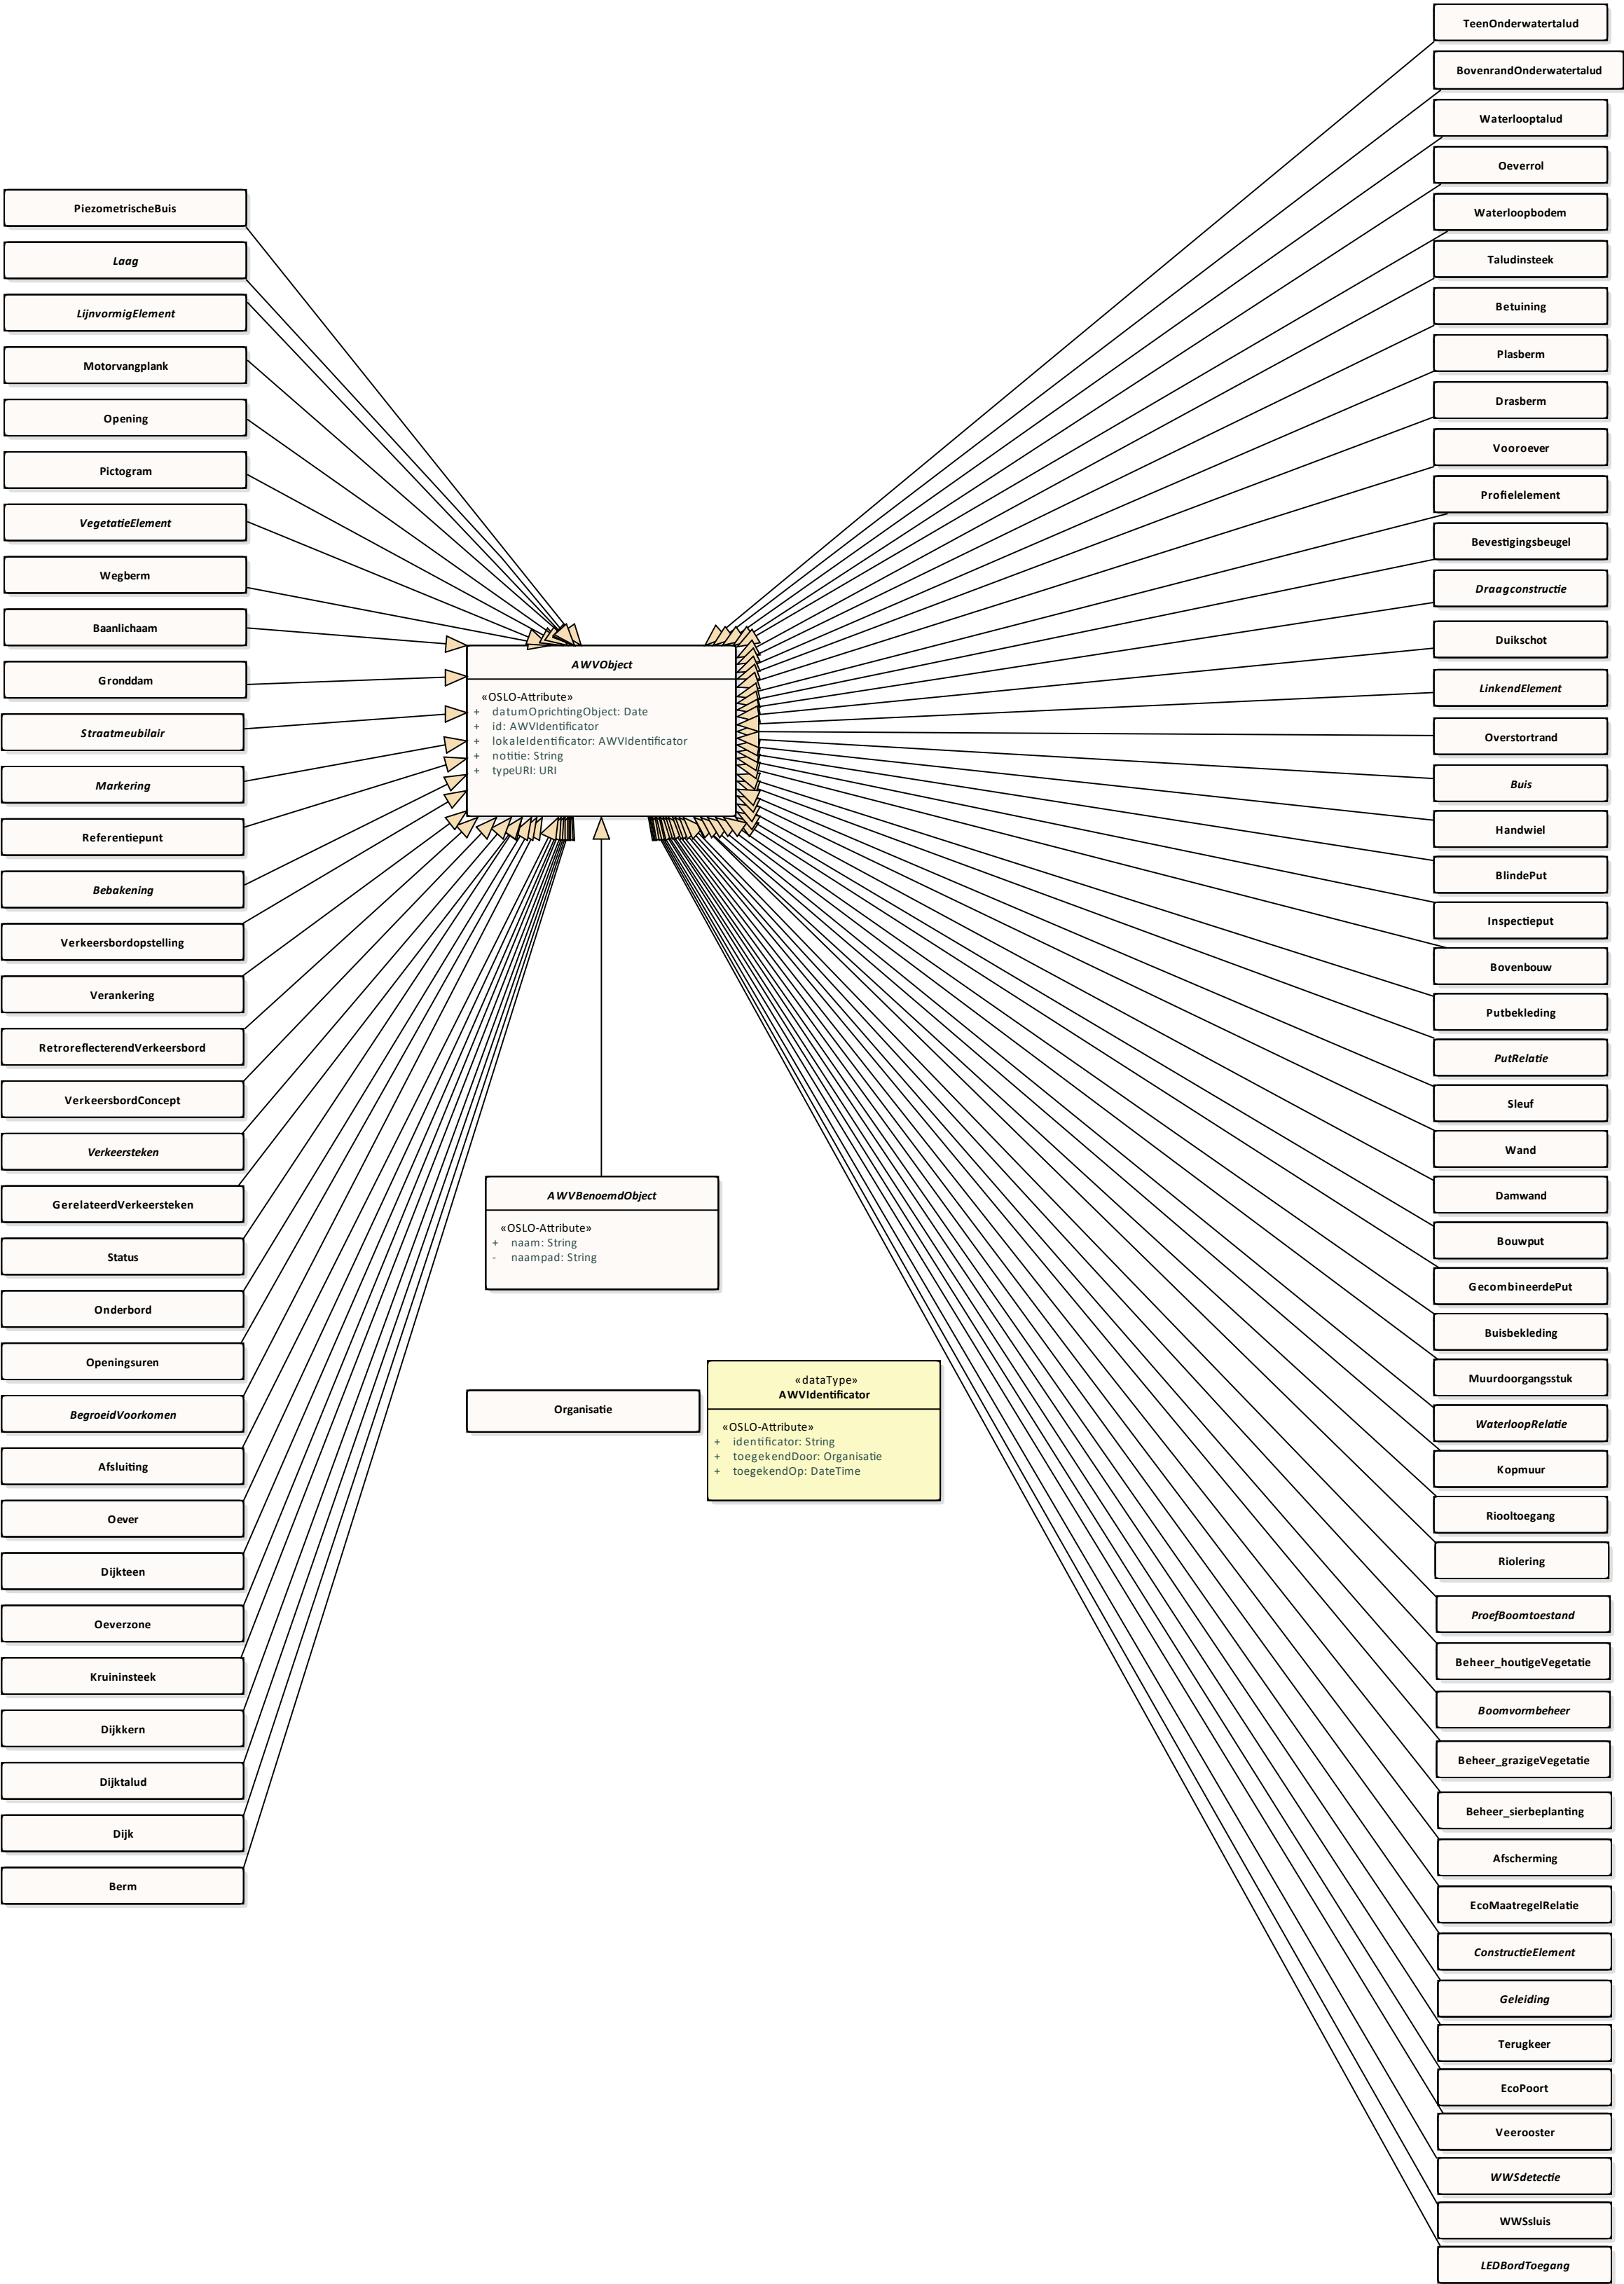 PiezometrischeBuis
Laag
LijnvormigElement
Motorvangplank
Opening
Pictogram
VegetatieElement
Wegberm
Baanlichaam
Gronddam
Straatmeubilair
Markering
Referentiepunt
Bebakening
Verkeersbordopstelling
Verankering
RetroreflecterendVerkeersbord
VerkeersbordConcept
Verkeersteken
GerelateerdVerkeersteken
Status
Onderbord
Openingsuren
BegroeidVoorkomen
Afsluiting
Oever
Dijkteen
Oeverzone
Kruininsteek
Dijkkern
Dijktalud
Dijk
Berm
AWVObject
«OSLO-Attribute»
+ datumOprichtingObject: Date
+ id: AWVIdentificator
+ lokaleIdentificator: AWVIdentificator
+ notitie: String
+ typeURI: URI
AWVBenoemdObject
«OSLO-Attribute»
+ naam: String
- naampad: String
Organisatie
«dataType»
AWVIdentificator
«OSLO-Attribute»
+ identificator: String
+ toegekendDoor: Organisatie
+ toegekendOp: DateTime
TeenOnderwatertalud
BovenrandOnderwatertalud
Waterlooptalud
Oeverrol
Waterloopbodem
Taludinsteek
Betuining
Plasberm
Drasberm
Vooroever
Profielelement
Bevestigingsbeugel
Draagconstructie
Duikschot
LinkendElement
Overstortrand
Buis
Handwiel
BlindePut
Inspectieput
Bovenbouw
Putbekleding
PutRelatie
Sleuf
Wand
Damwand
Bouwput
GecombineerdePut
Buisbekleding
Muurdoorgangsstuk
WaterloopRelatie
Kopmuur
Riooltoegang
Riolering
ProefBoomtoestand
Beheer_houtigeVegetatie
Boomvormbeheer
Beheer_grazigeVegetatie
Beheer_sierbeplanting
Afscherming
EcoMaatregelRelatie
ConstructieElement
Geleiding
Terugkeer
EcoPoort
Veerooster
WWSdetectie
WWSsluis
LEDBordToegang